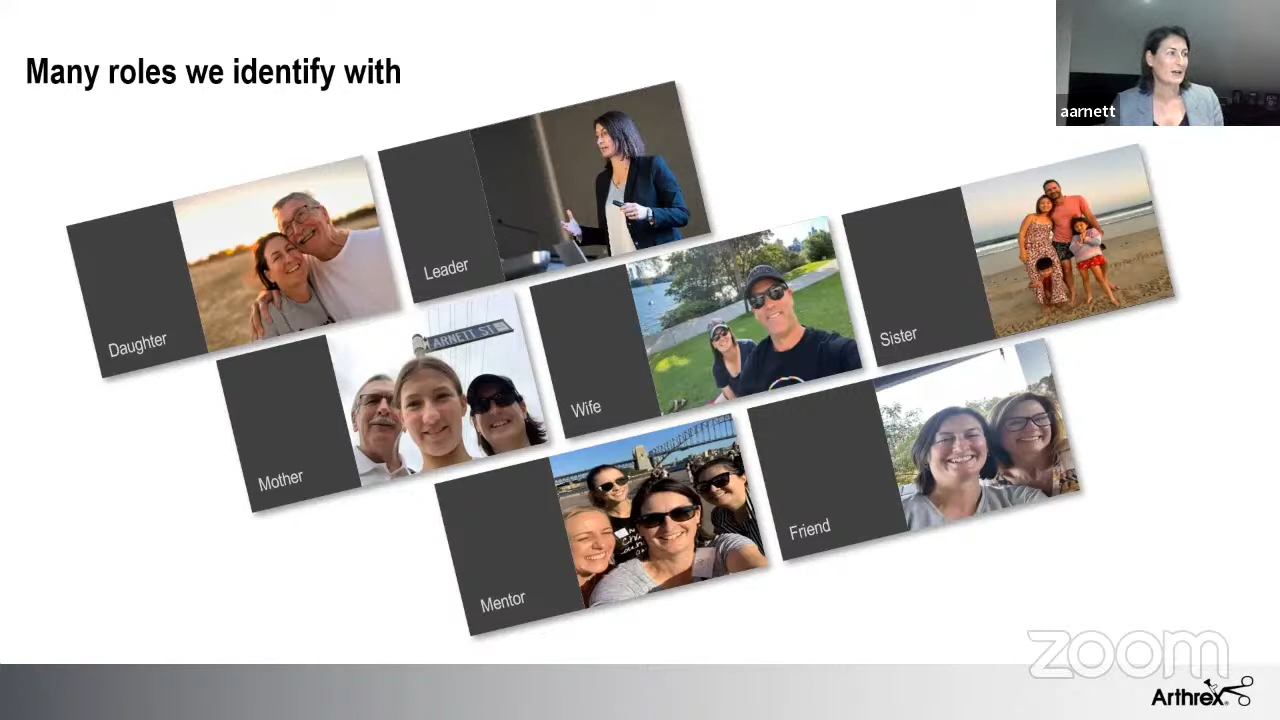 Many roles we identify with
aarnett
Daughter
Leader
Sister
ARNETT ST
Wife
Mother
Friend
Mentor
zoom
Arthrex